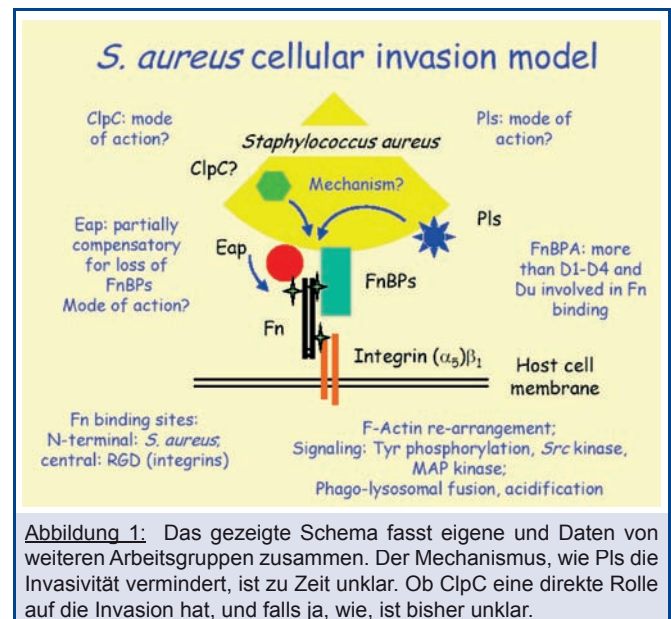 S. aureus cellular invasion model
ClpC: mode
of action?
Pls: mode of
action?
Staphylococcus aureus
ClpC?
Mechanism?
Pls
Eap: partially
compensatory
for loss of
FnBPs
Mode of action?
Eap
FnBPs
FnBPA: more
than D1-D4 and
Du involved in Fn
binding
Fn
Integrin (α5)β1
Host cell
membrane
Fn binding sites:
N-terminal: S. aureus;
central: RGD (integrins)
F-Actin re-arrangement;
Signaling: Tyr phosphorylation, Src kinase,
MAP kinase;
Phago-lysosomal fusion, acidification
Abbildung 1: Das gezeigte Schema fasst eigene und Daten von
weiteren Arbeitsgruppen zusammen. Der Mechanismus, wie Pls die
Invasivität vermindert, ist zu Zeit unklar. Ob ClpC eine direkte Rolle
auf die Invasion hat, und falls ja, wie, ist bisher unklar.